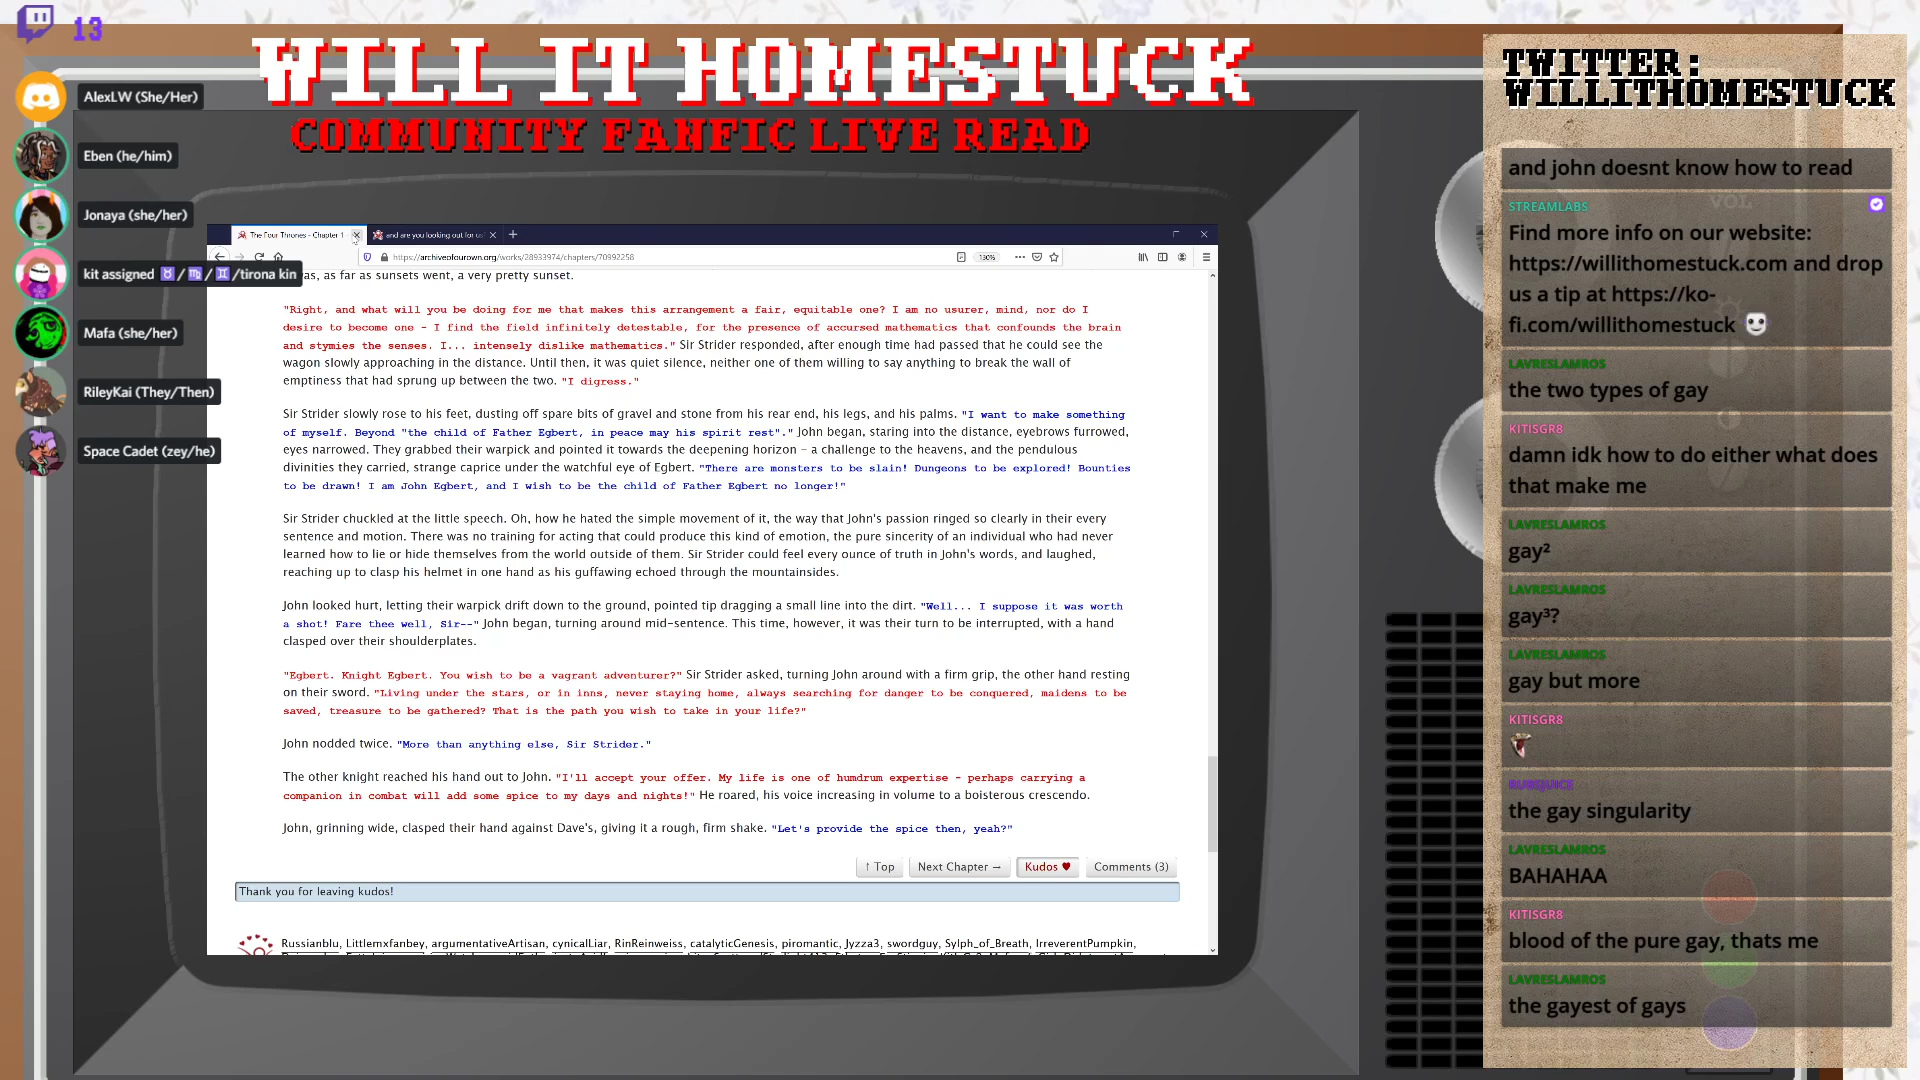 13
WILL IT HOMESTUCK
COMMUNITY FANFIC LIVE READ
AlexLW (She/Her)
Eben (he/him)
Jonaya (she/her)
kit assigned ♉/♍/♊/tirona kin
Mafa (she/her)
RileyKai (They/Then)
Space Cadet (zey/he)
The Four Thrones - Chapter 1
and are you looking out for us
https://archiveofourown.org/works/28933974/chapters/70992258
130%
as, as far as sunsets went, a very pretty sunset.
"Right, and what will you be doing for me that makes this arrangement a fair, equitable one? I am no usurer, mind, nor do I
desire to become one - I find the field infinitely detestable, for the presence of accursed mathematics that confounds the brain
and stymies the senses. I... intensely dislike mathematics." Sir Strider responded, after enough time had passed that he could see the
wagon slowly approaching in the distance. Until then, it was quiet silence, neither one of them willing to say anything to break the wall of
emptiness that had sprung up between the two. "I digress."
Sir Strider slowly rose to his feet, dusting off spare bits of gravel and stone from his rear end, his legs, and his palms. "I want to make something
of myself. Beyond "the child of Father Egbert, in peace may his spirit rest"." John began, staring into the distance, eyebrows furrowed,
eyes narrowed. They grabbed their warpick and pointed it towards the deepening horizon – a challenge to the heavens, and the pendulous
divinities they carried, strange caprice under the watchful eye of Egbert. "There are monsters to be slain! Dungeons to be explored! Bounties
to be drawn! I am John Egbert, and I wish to be the child of Father Egbert no longer!"
Sir Strider chuckled at the little speech. Oh, how he hated the simple movement of it, the way that John's passion ringed so clearly in their every
sentence and motion. There was no training for acting that could produce this kind of emotion, the pure sincerity of an individual who had never
learned how to lie or hide themselves from the world outside of them. Sir Strider could feel every ounce of truth in John's words, and laughed,
reaching up to clasp his helmet in one hand as his guffawing echoed through the mountainsides.
John looked hurt, letting their warpick drift down to the ground, pointed tip dragging a small line into the dirt. "Well... I suppose it was worth
a shot! Fare thee well, Sir--" John began, turning around mid-sentence. This time, however, it was their turn to be interrupted, with a hand
clasped over their shoulderplates.
"Egbert. Knight Egbert. You wish to be a vagrant adventurer?" Sir Strider asked, turning John around with a firm grip, the other hand resting
on their sword. "Living under the stars, or in inns, never staying home, always searching for danger to be conquered, maidens to be
saved, treasure to be gathered? That is the path you wish to take in your life?"
John nodded twice. "More than anything else, Sir Strider."
The other knight reached his hand out to John. "I'll accept your offer. My life is one of humdrum expertise - perhaps carrying a
companion in combat will add some spice to my days and nights!" He roared, his voice increasing in volume to a boisterous crescendo.
John, grinning wide, clasped their hand against Dave's, giving it a rough, firm shake. "Let's provide the spice then, yeah?"
↑ Top
Next Chapter →
Kudos ♥
Comments (3)
Thank you for leaving kudos!
Russianblu, Littlemxfanbey, argumentativeArtisan, cynicalLiar, RinReinweiss, catalyticGenesis, piromantic, Jyzza3, swordguy, Sylph_of_Breath, IrreverentPumpkin,
TWITTER:
WILLITHOMESTUCK
and john doesnt know how to read
VOL
STREAMLABS
Find more info on our website:
https://willithomestuck.com and drop
us a tip at https://ko-
fi.com/willithomestuck
LAVRESLAMROS
the two types of gay
KITISGR8
damn idk how to do either what does
that make me
LAVRESLAMROS
gay²
LAVRESLAMROS
gay³?
LAVRESLAMROS
gay but more
KITISGR8
RUBEJUICE
the gay singularity
LAVRESLAMROS
BAHAHAA
KITISGR8
blood of the pure gay, thats me
LAVRESLAMROS
the gayest of gays